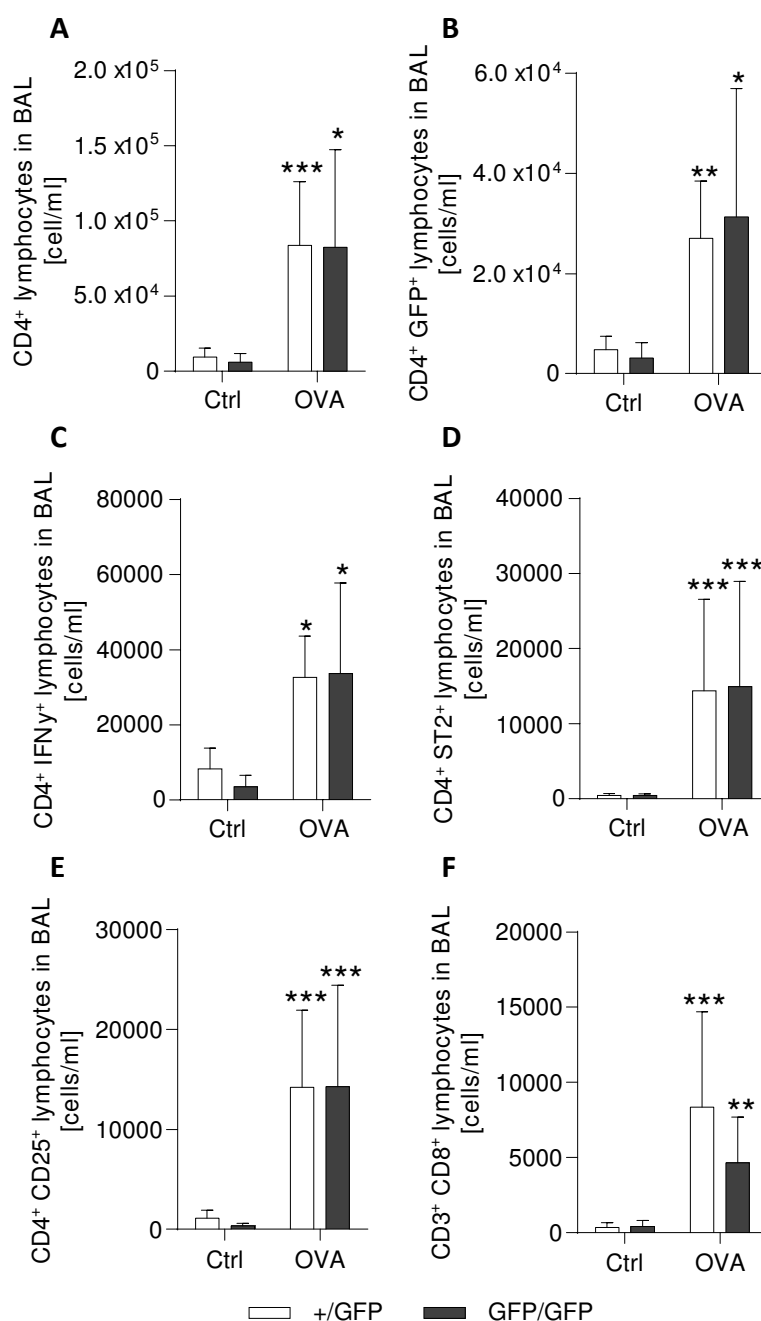 A
CD4⁺ lymphocytes in BAL
[cell/ml]
2.0 x10⁵
1.5 x10⁵
1.0 x10⁵
5.0 x10⁴
0
***
*
Ctrl
OVA
B
CD4⁺ GFP⁺ lymphocytes in BAL
[cells/ml]
6.0 x10⁴
4.0 x10⁴
2.0 x10⁴
0
**
*
Ctrl
OVA
C
CD4⁺ IFNy⁺ lymphocytes in BAL
[cells/ml]
80000
60000
40000
20000
0
*
*
Ctrl
OVA
D
CD4⁺ ST2⁺ lymphocytes in BAL
[cells/ml]
40000
30000
20000
10000
0
***
***
Ctrl
OVA
E
CD4⁺ CD25⁺ lymphocytes in BAL
[cells/ml]
30000
20000
10000
0
***
***
Ctrl
OVA
F
CD3⁺ CD8⁺ lymphocytes in BAL
[cells/ml]
20000
15000
10000
5000
0
***
**
Ctrl
OVA
+/GFP
GFP/GFP